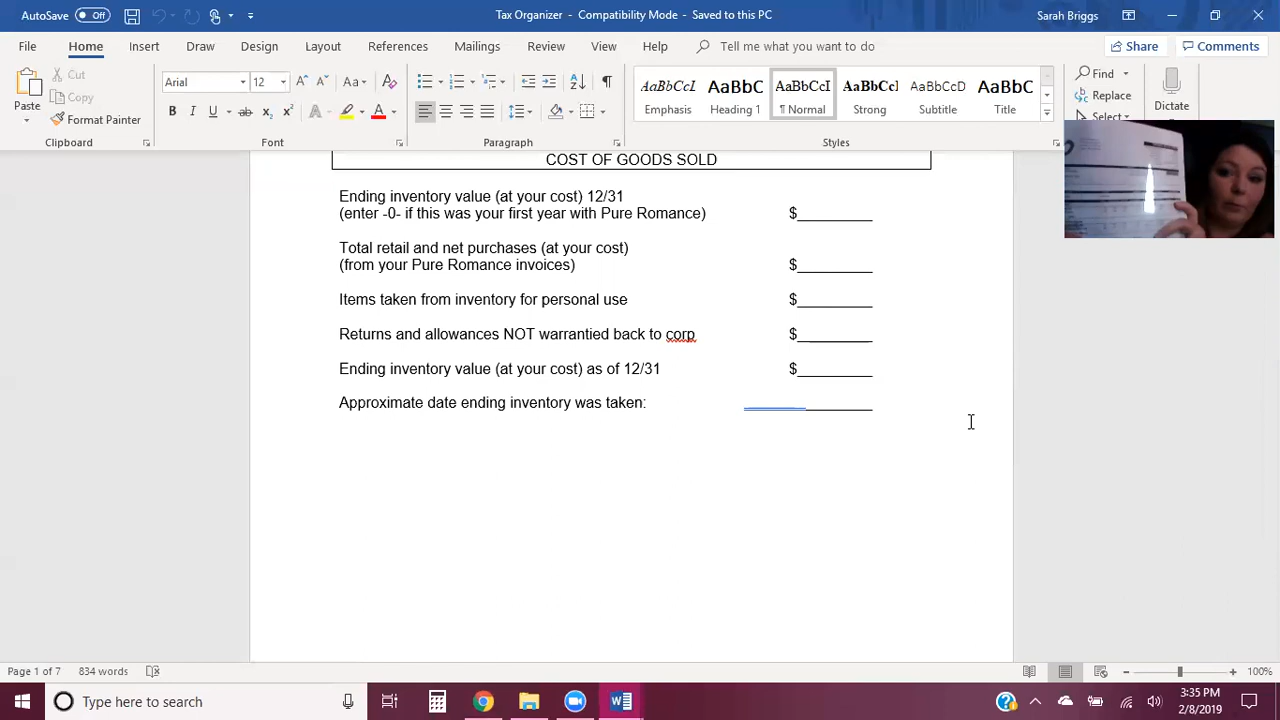 AutoSave Off
Tax Organizer - Compatibility Mode - Saved to this PC
Sarah Briggs
File Home Insert Draw Design Layout References Mailings Review View Help Tell me what you want to do
Share Comments
Paste
Cut
Copy
Format Painter
Clipboard
Arial 12
Font
Paragraph
AaBbCcI AaBbC AaBbCcI AaBbCc AaBbCcD AaBbC
Emphasis Heading 1 ¶ Normal Strong Subtitle Title
Styles
Find
Replace
Select
Dictate
COST OF GOODS SOLD
Ending inventory value (at your cost) 12/31
(enter -0- if this was your first year with Pure Romance) $_________
Total retail and net purchases (at your cost)
(from your Pure Romance invoices) $_________
Items taken from inventory for personal use $_________
Returns and allowances NOT warrantied back to corp $_________
Ending inventory value (at your cost) as of 12/31 $_________
Approximate date ending inventory was taken: _______________
Page 1 of 7 834 words
100%
Type here to search
3:35 PM
2/8/2019